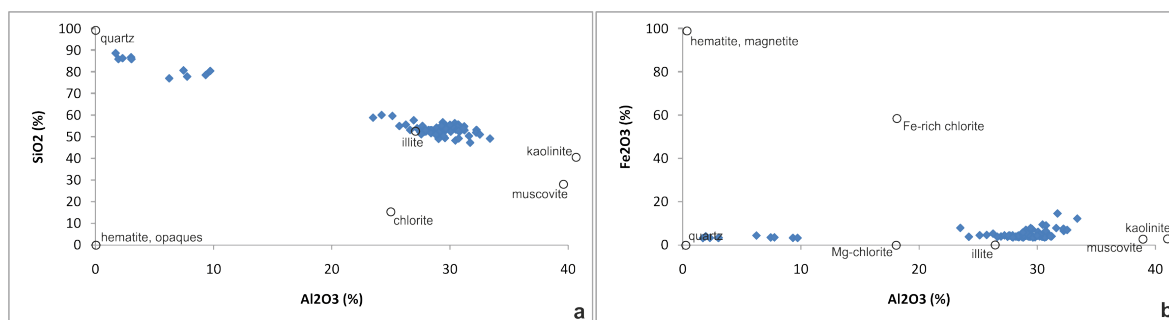 100
90
80
70
60
50
40
30
20
10
0
SiO2 (%)
quartz
illite
kaolinite
muscovite
chlorite
hematite, opaques
0 10 20 30 40
Al2O3 (%)
a
100
80
60
40
20
0
Fe2O3 (%)
hematite, magnetite
Fe-rich chlorite
quartz
kaolinite
Mg-chlorite
illite
muscovite
0 10 20 30 40
Al2O3 (%)
b